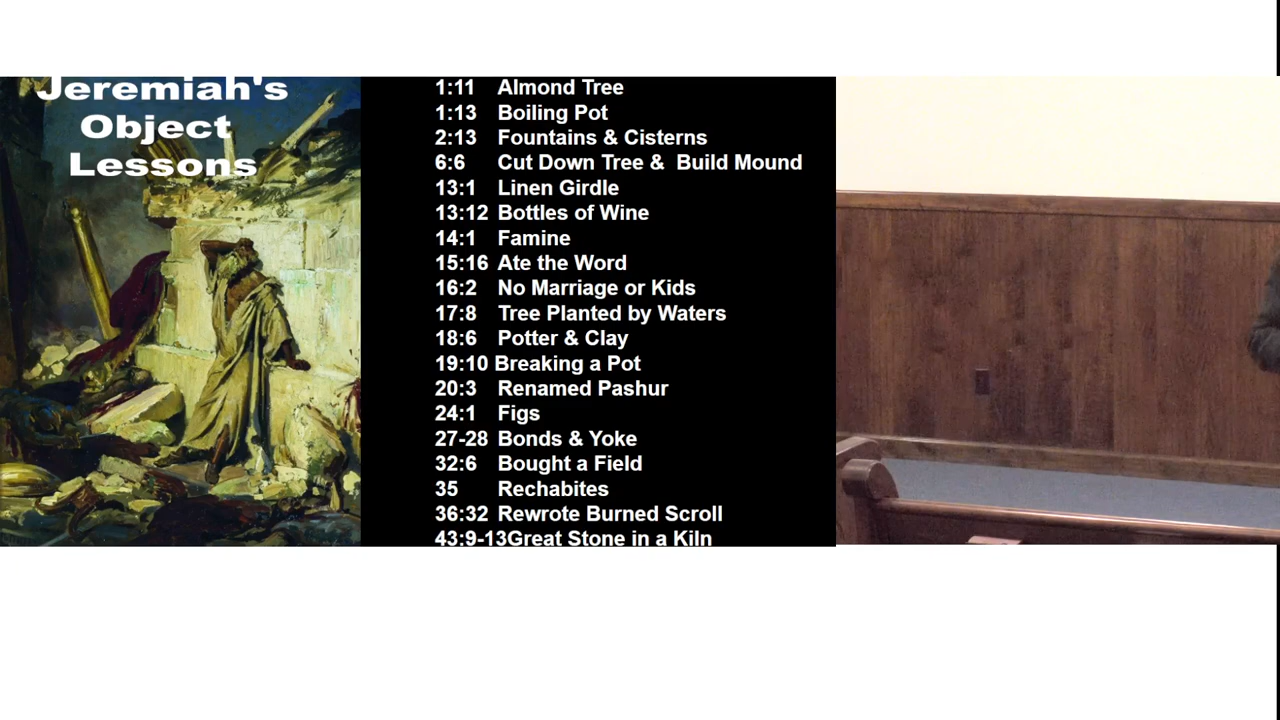 Jeremiah's
Object
Lessons
1:11 Almond Tree
1:13 Boiling Pot
2:13 Fountains & Cisterns
6:6 Cut Down Tree & Build Mound
13:1 Linen Girdle
13:12 Bottles of Wine
14:1 Famine
15:16 Ate the Word
16:2 No Marriage or Kids
17:8 Tree Planted by Waters
18:6 Potter & Clay
19:10 Breaking a Pot
20:3 Renamed Pashur
24:1 Figs
27-28 Bonds & Yoke
32:6 Bought a Field
35 Rechabites
36:32 Rewrote Burned Scroll
43:9-13Great Stone in a Kiln